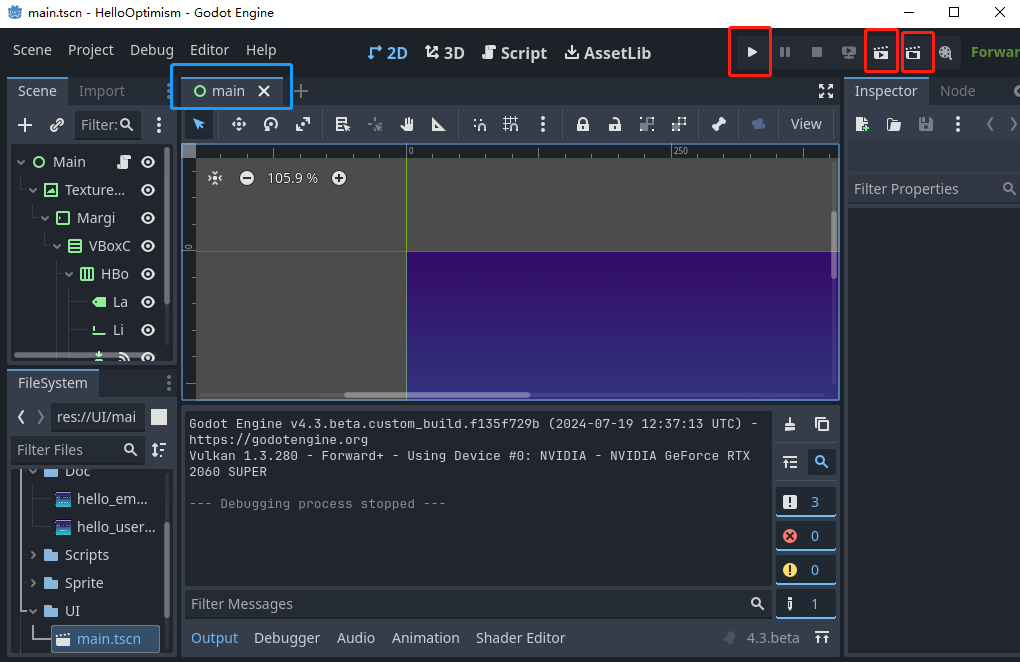 main.tscn - HelloOptimism - Godot Engine
Scene Project Debug Editor Help
2D 3D Script AssetLib
Forwar
Scene Import
main
Inspector Node
Filter:
View
Main
Texture...
Margi
VBoxC
HBo
La
Li
0 250
0
105.9 %
Filter Properties
FileSystem
res://UI/mai
Filter Files
Doc
hello_em...
hello_user...
Scripts
Sprite
UI
main.tscn
Godot Engine v4.3.beta.custom_build.f135f729b (2024-07-19 12:37:13 UTC) -
https://godotengine.org
Vulkan 1.3.280 - Forward+ - Using Device #0: NVIDIA - NVIDIA GeForce RTX
2060 SUPER
--- Debugging process stopped ---
3
0
0
1
Filter Messages
Output Debugger Audio Animation Shader Editor
4.3.beta